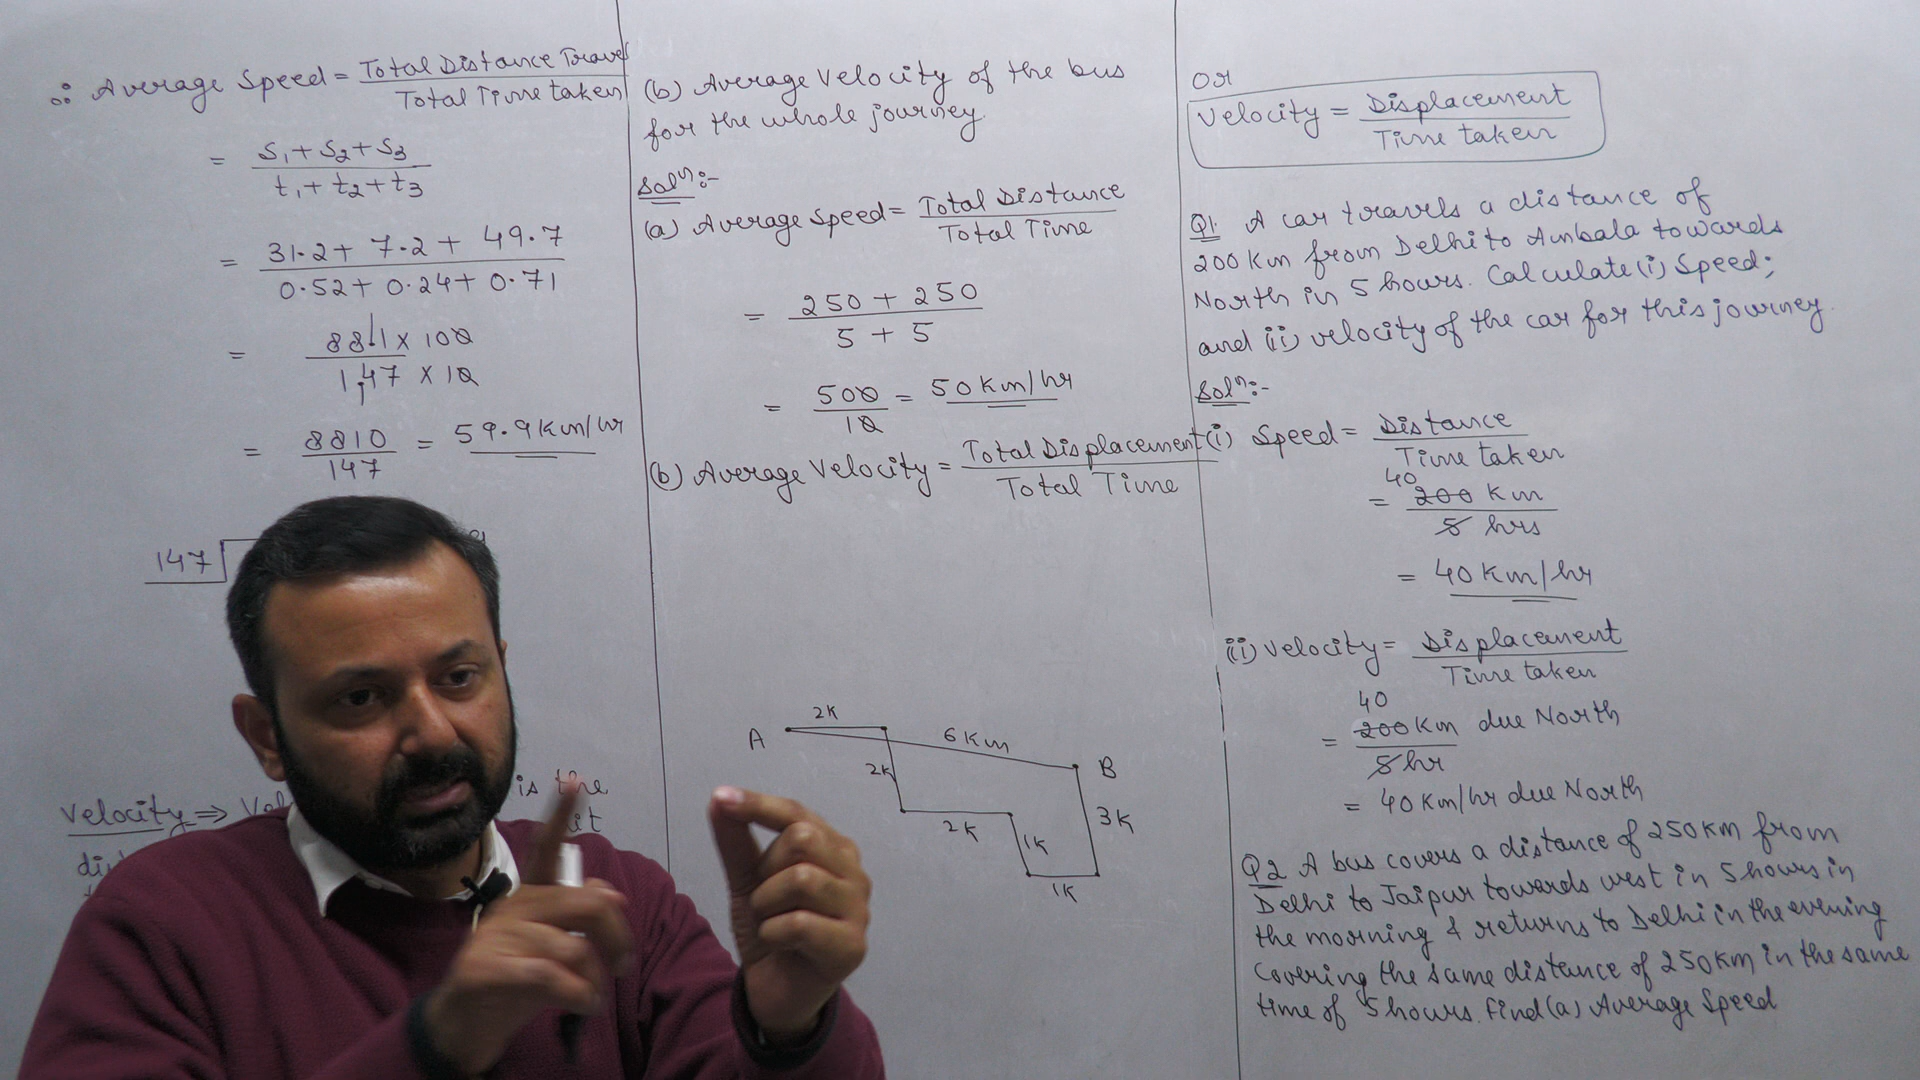 ∴ Average Speed = Total Distance Travel
Total Time taken
= S₁ + S₂ + S₃
t₁ + t₂ + t₃
= 31.2 + 7.2 + 49.7
0.52 + 0.24 + 0.71
= 88.1 × 100
1.47 × 10
= 8810 = 59.9 Km/hr
147
147
Velocity ⇒ Vel is the
(b) Average Velocity of the bus
for the whole journey.
Solⁿ:-
(a) Average Speed = Total Distance
Total Time
= 250 + 250
5 + 5
= 500 = 50 Km/hr
10
(b) Average Velocity = Total Displacement
Total Time
A
2K
6 Km
B
2K
2K
1K
3K
1K
Or
Velocity = Displacement
Time taken
Q1. A car travels a distance of
200 Km from Delhi to Ambala towards
North in 5 hours. Calculate (i) Speed;
and (ii) velocity of the car for this journey.
Solⁿ:-
(i) Speed = Distance
Time taken
40
= 200 Km
5 hrs
= 40 Km/hr
(ii) Velocity = Displacement
Time taken
40
= 200 Km due North
5 hr
= 40 Km/hr due North
Q2 A bus covers a distance of 250 KM from
Delhi to Jaipur towards west in 5 hours in
the morning & returns to Delhi in the evening
covering the same distance of 250 KM in the same
time of 5 hours. Find (a) Average Speed